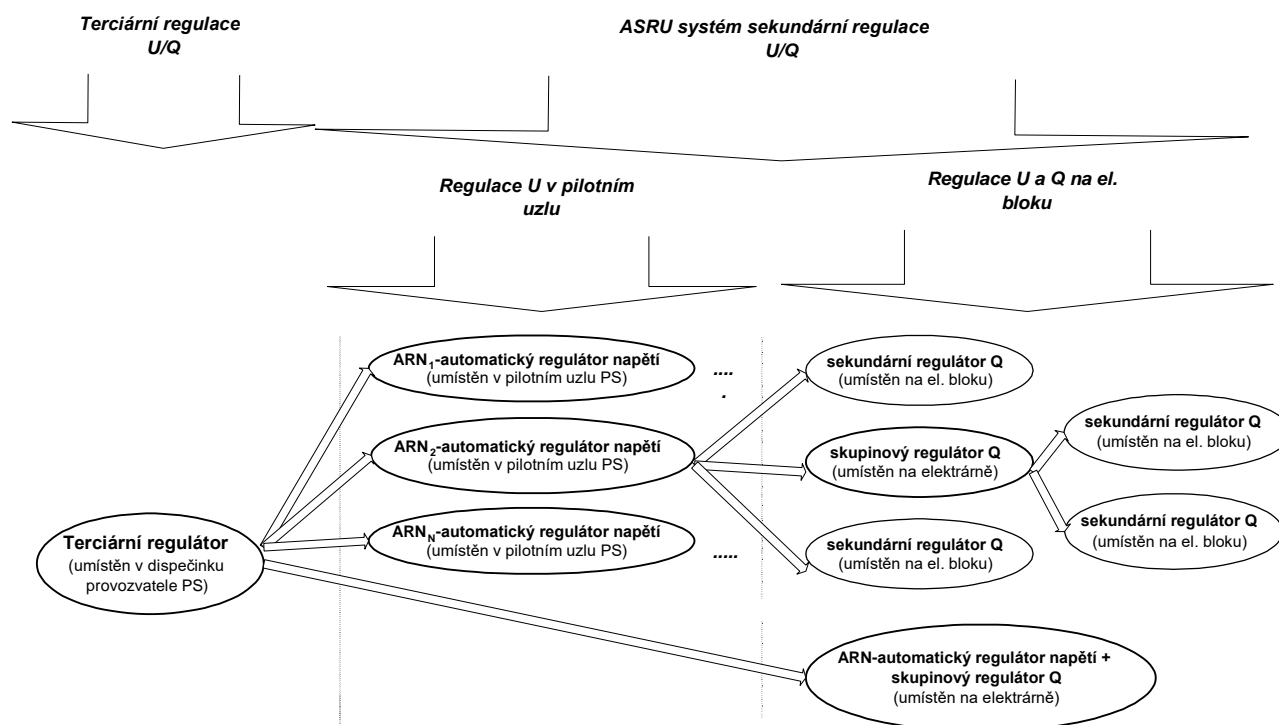 Terciární regulace
U/Q
ASRU systém sekundární regulace
U/Q
Regulace U v pilotním
uzlu
Regulace U a Q na el.
bloku
ARN1-automatický regulátor napětí
(umístěn v pilotním uzlu PS)
....
.
sekundární regulátor Q
(umístěn na el. bloku)
ARN2-automatický regulátor napětí
(umístěn v pilotním uzlu PS)
skupinový regulátor Q
(umístěn na elektrárně)
sekundární regulátor Q
(umístěn na el. bloku)
sekundární regulátor Q
(umístěn na el. bloku)
Terciární regulátor
(umístěn v dispečinku
provozvatele PS)
ARNN-automatický regulátor napětí
(umístěn v pilotním uzlu PS)
.....
sekundární regulátor Q
(umístěn na el. bloku)
ARN-automatický regulátor napětí +
skupinový regulátor Q
(umístěn na elektrárně)